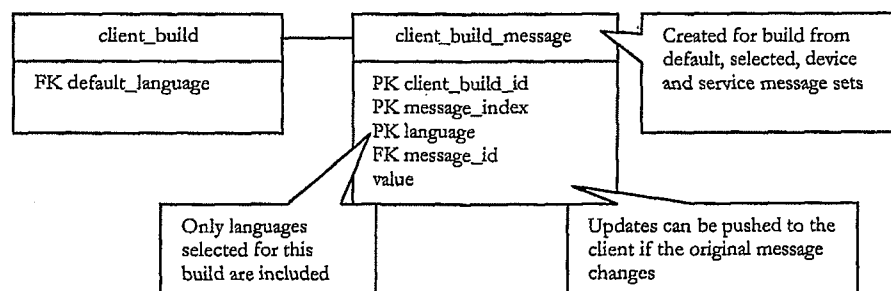 client_build
FK default_language
client_build_message
PK client_build_id
PK message_index
PK language
FK message_id
value
Created for build from
default, selected, device
and service message sets
Only languages
selected for this
build are included
Updates can be pushed to the
client if the original message
changes